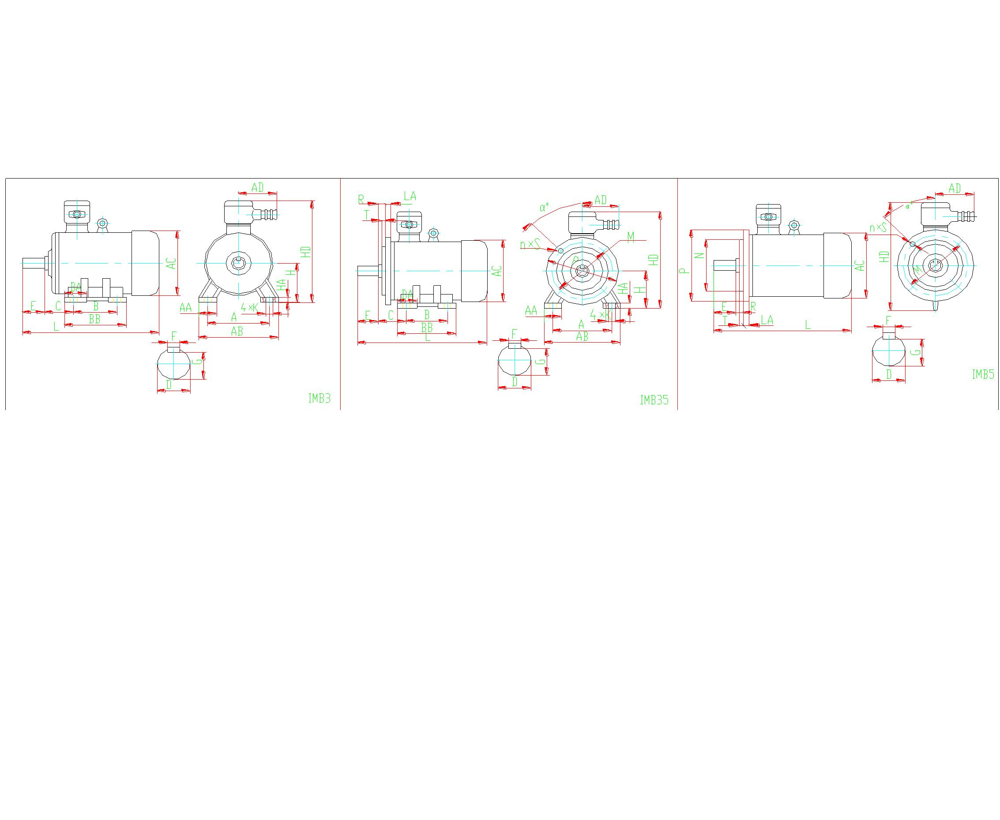 AD
HD
AC
H
HA
BA
E
C
B
BB
L
AA
4×K
A
AB
F
G
D
IMB3
R
LA
T
α°
AD
n×S
M
P
HD
AC
HA
H
BA
E
C
B
BB
L
AA
4×K
A
AB
F
G
D
IMB35
AD
α°
n×S
HD
P
N
AC
M
E
R
T
LA
L
F
G
D
IMB5